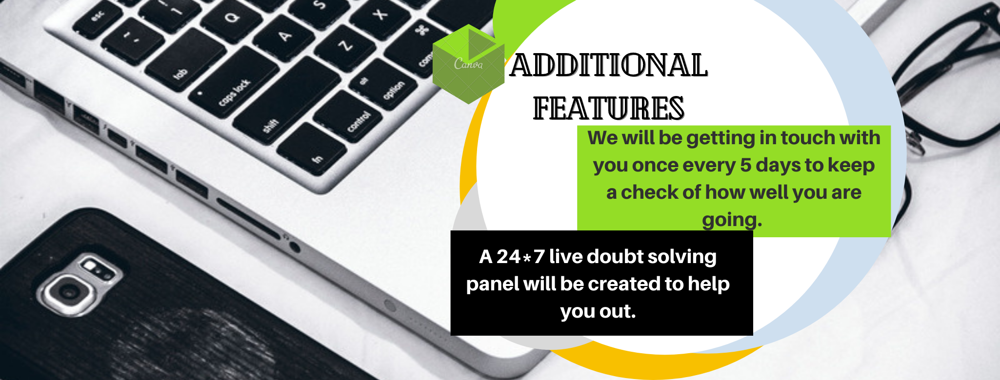 esc
! 1
Q
S
~ `
A
X
tab
Z
⌘
caps lock
alt
option
shift
control
fn
Canva
ADDITIONAL
FEATURES
We will be getting in touch with
you once every 5 days to keep
a check of how well you are
going.
A 24*7 live doubt solving
panel will be created to help
you out.